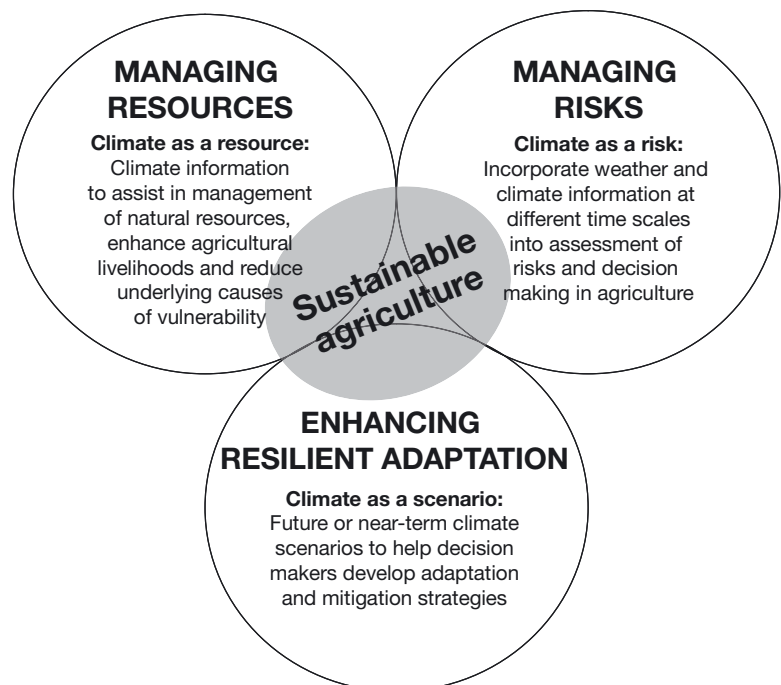 MANAGING
RESOURCES
Climate as a resource:
Climate information
to assist in management
of natural resources,
enhance agricultural
livelihoods and reduce
underlying causes
of vulnerability
MANAGING
RISKS
Climate as a risk:
Incorporate weather and
climate information at
different time scales
into assessment of
risks and decision
making in agriculture
Sustainable
agriculture
ENHANCING
RESILIENT ADAPTATION
Climate as a scenario:
Future or near-term climate
scenarios to help decision
makers develop adaptation
and mitigation strategies